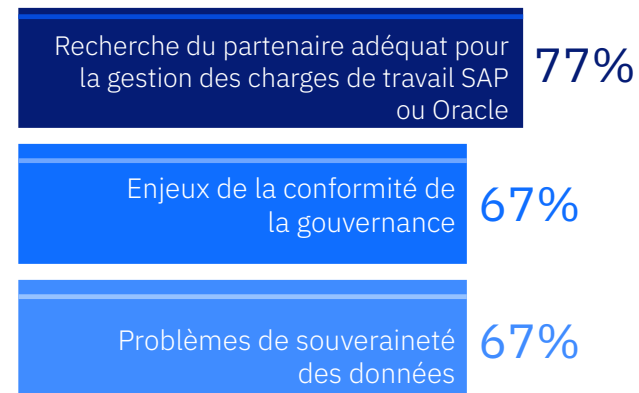 Recherche du partenaire adéquat pour
la gestion des charges de travail SAP
ou Oracle
77%
Enjeux de la conformité de
la gouvernance
67%
Problèmes de souveraineté
des données
67%